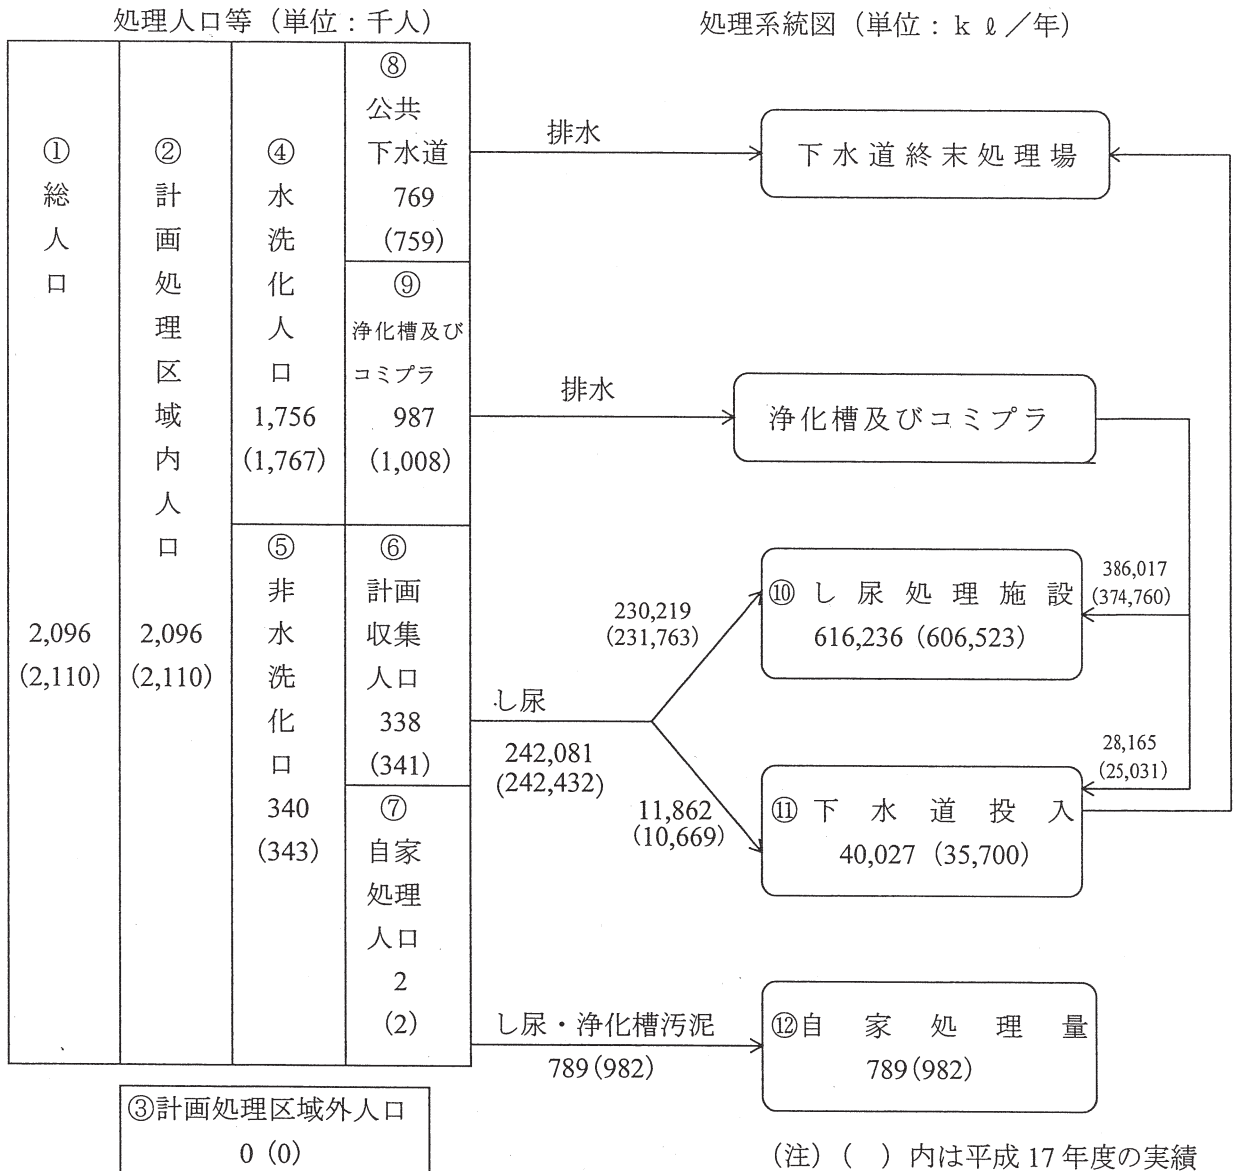 処理人口等（単位：千人）
処理系統図（単位：ｋℓ／年）
①総人口
2,096
(2,110)
②計画処理区域内人口
2,096
(2,110)
④水洗化人口
1,756
(1,767)
⑤非水洗化口
340
(343)
⑧
公共
下水道
769
(759)
⑨
浄化槽及び
コミプラ
987
(1,008)
⑥
計画
収集
人口
338
(341)
⑦
自家
処理
人口
2
(2)
③計画処理区域外人口
0 (0)
排水
下水道終末処理場
排水
浄化槽及びコミプラ
し尿
242,081
(242,432)
230,219
(231,763)
11,862
(10,669)
⑩し尿処理施設
616,236 (606,523)
386,017
(374,760)
28,165
(25,031)
⑪下水道投入
40,027 (35,700)
し尿・浄化槽汚泥
789(982)
⑫自家処理量
789(982)
（注）（　）内は平成17年度の実績